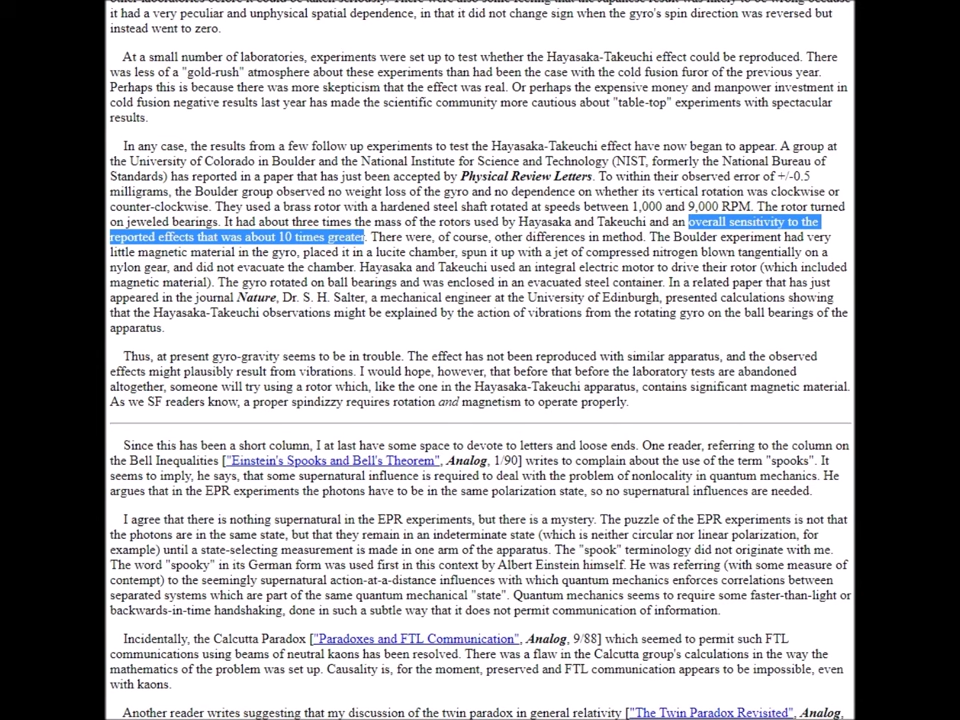 it had a very peculiar and unphysical spatial dependence, in that it did not change sign when the gyro's spin direction was reversed but
instead went to zero.
At a small number of laboratories, experiments were set up to test whether the Hayasaka-Takeuchi effect could be reproduced. There
was less of a "gold-rush" atmosphere about these experiments than had been the case with the cold fusion furor of the previous year.
Perhaps this is because there was more skepticism that the effect was real. Or perhaps the expensive money and manpower investment in
cold fusion negative results last year has made the scientific community more cautious about "table-top" experiments with spectacular
results.
In any case, the results from a few follow up experiments to test the Hayasaka-Takeuchi effect have now began to appear. A group at
the University of Colorado in Boulder and the National Institute for Science and Technology (NIST, formerly the National Bureau of
Standards) has reported in a paper that has just been accepted by Physical Review Letters. To within their observed error of +/-0.5
milligrams, the Boulder group observed no weight loss of the gyro and no dependence on whether its vertical rotation was clockwise or
counter-clockwise. They used a brass rotor with a hardened steel shaft rotated at speeds between 1,000 and 9,000 RPM. The rotor turned
on jeweled bearings. It had about three times the mass of the rotors used by Hayasaka and Takeuchi and an overall sensitivity to the
reported effects that was about 10 times greater. There were, of course, other differences in method. The Boulder experiment had very
little magnetic material in the gyro, placed it in a lucite chamber, spun it up with a jet of compressed nitrogen blown tangentially on a
nylon gear, and did not evacuate the chamber. Hayasaka and Takeuchi used an integral electric motor to drive their rotor (which included
magnetic material). The gyro rotated on ball bearings and was enclosed in an evacuated steel container. In a related paper that has just
appeared in the journal Nature, Dr. S. H. Salter, a mechanical engineer at the University of Edinburgh, presented calculations showing
that the Hayasaka-Takeuchi observations might be explained by the action of vibrations from the rotating gyro on the ball bearings of the
apparatus.
Thus, at present gyro-gravity seems to be in trouble. The effect has not been reproduced with similar apparatus, and the observed
effects might plausibly result from vibrations. I would hope, however, that before that before the laboratory tests are abandoned
altogether, someone will try using a rotor which, like the one in the Hayasaka-Takeuchi apparatus, contains significant magnetic material.
As we SF readers know, a proper spindizzy requires rotation and magnetism to operate properly.
Since this has been a short column, I at last have some space to devote to letters and loose ends. One reader, referring to the column on
the Bell Inequalities ["Einstein's Spooks and Bell's Theorem", Analog, 1/90] writes to complain about the use of the term "spooks". It
seems to imply, he says, that some supernatural influence is required to deal with the problem of nonlocality in quantum mechanics. He
argues that in the EPR experiments the photons have to be in the same polarization state, so no supernatural influences are needed.
I agree that there is nothing supernatural in the EPR experiments, but there is a mystery. The puzzle of the EPR experiments is not that
the photons are in the same state, but that they remain in an indeterminate state (which is neither circular nor linear polarization, for
example) until a state-selecting measurement is made in one arm of the apparatus. The "spook" terminology did not originate with me.
The word "spooky" in its German form was used first in this context by Albert Einstein himself. He was referring (with some measure of
contempt) to the seemingly supernatural action-at-a-distance influences with which quantum mechanics enforces correlations between
separated systems which are part of the same quantum mechanical "state". Quantum mechanics seems to require some faster-than-light or
backwards-in-time handshaking, done in such a subtle way that it does not permit communication of information.
Incidentally, the Calcutta Paradox ["Paradoxes and FTL Communication", Analog, 9/88] which seemed to permit such FTL
communications using beams of neutral kaons has been resolved. There was a flaw in the Calcutta group's calculations in the way the
mathematics of the problem was set up. Causality is, for the moment, preserved and FTL communication appears to be impossible, even
with kaons.
Another reader writes suggesting that my discussion of the twin paradox in general relativity ["The Twin Paradox Revisited", Analog,